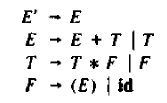 E' → E
E → E + T | T
T → T * F | F
F → (E) | id